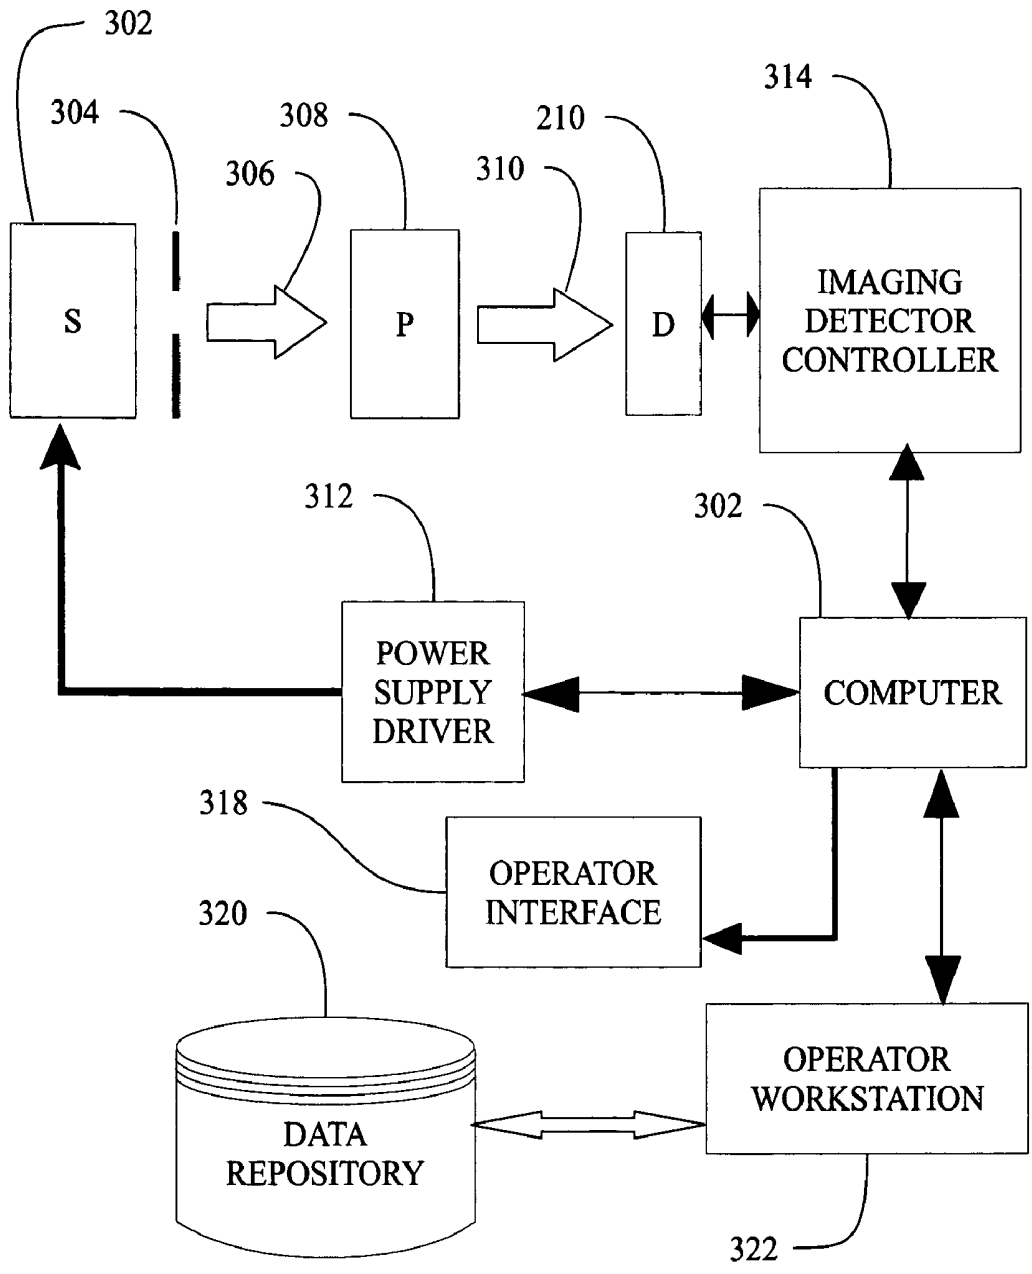 302
304
306
308
310
210
314
S
P
D
IMAGING
DETECTOR
CONTROLLER
312
302
POWER
SUPPLY
DRIVER
COMPUTER
318
OPERATOR
INTERFACE
320
DATA
REPOSITORY
OPERATOR
WORKSTATION
322